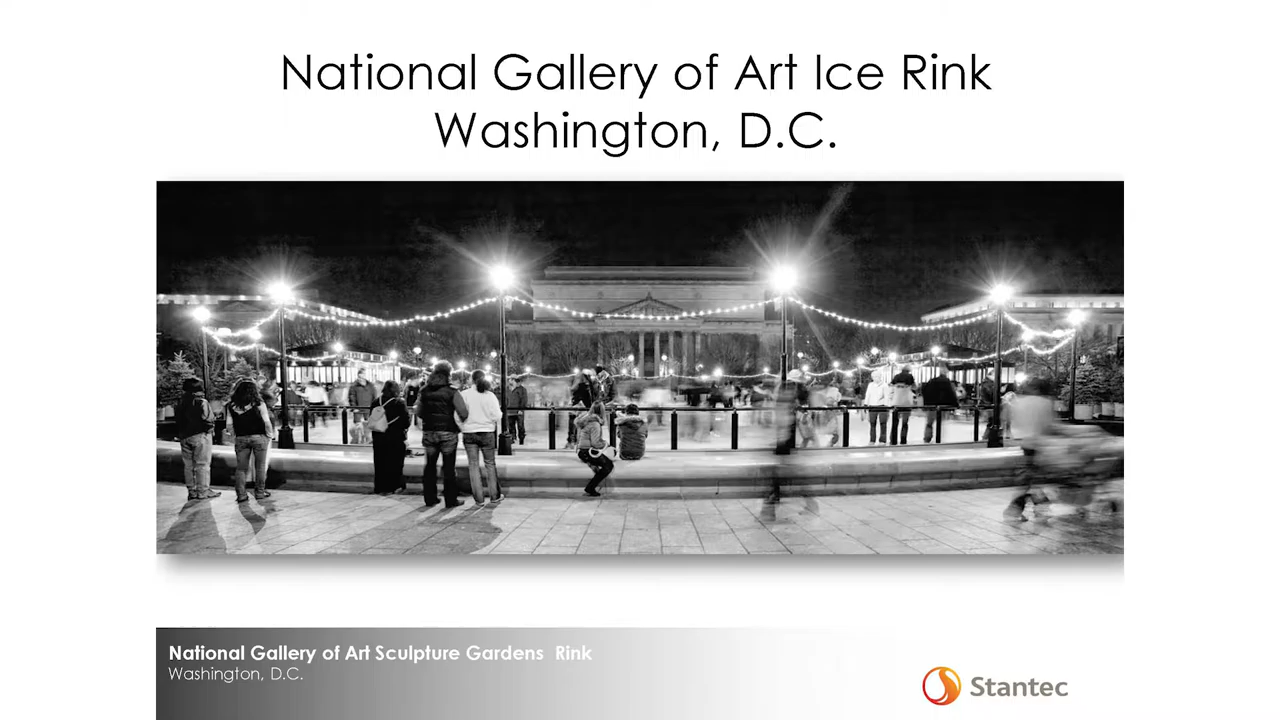 National Gallery of Art Ice Rink
Washington, D.C.
National Gallery of Art Sculpture Gardens Rink
Washington, D.C.
Stantec